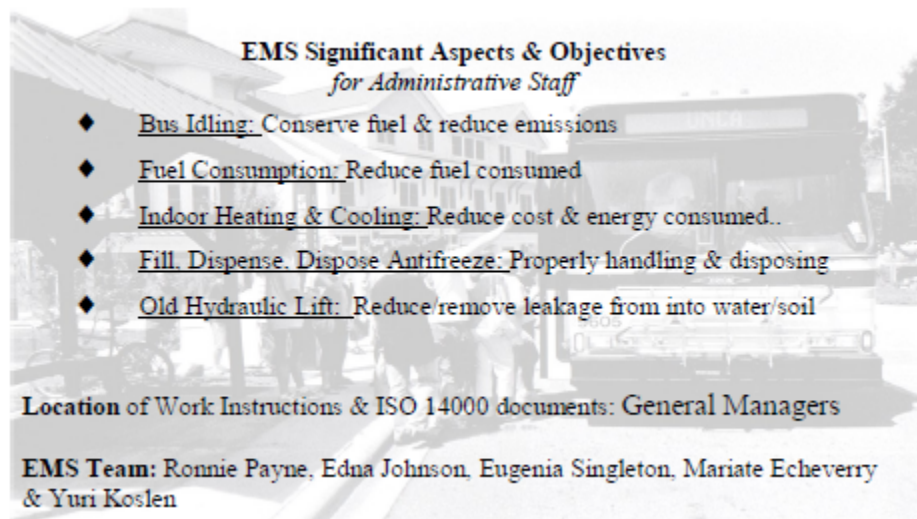 EMS Significant Aspects & Objectives
for Administrative Staff
♦ Bus Idling: Conserve fuel & reduce emissions
♦ Fuel Consumption: Reduce fuel consumed
♦ Indoor Heating & Cooling: Reduce cost & energy consumed..
♦ Fill, Dispense, Dispose Antifreeze: Properly handling & disposing
♦ Old Hydraulic Lift: Reduce/remove leakage from into water/soil
Location of Work Instructions & ISO 14000 documents: General Managers
EMS Team: Ronnie Payne, Edna Johnson, Eugenia Singleton, Mariate Echeverry
& Yuri Koslen
UNCA
5605